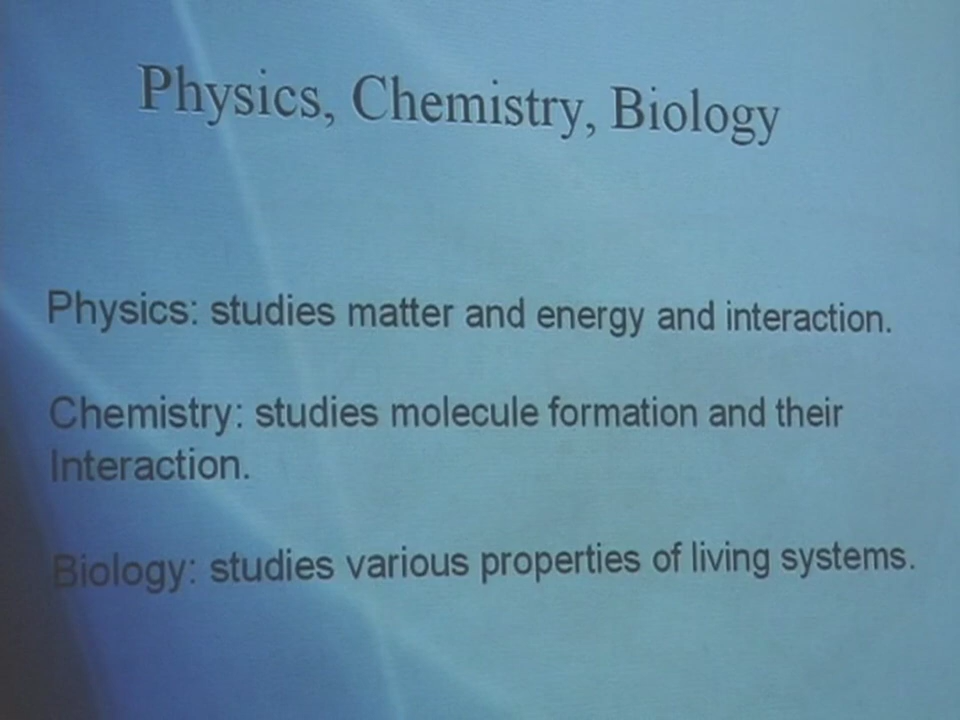 Physics, Chemistry, Biology
Physics: studies matter and energy and interaction.
Chemistry: studies molecule formation and their
Interaction.
Biology: studies various properties of living systems.